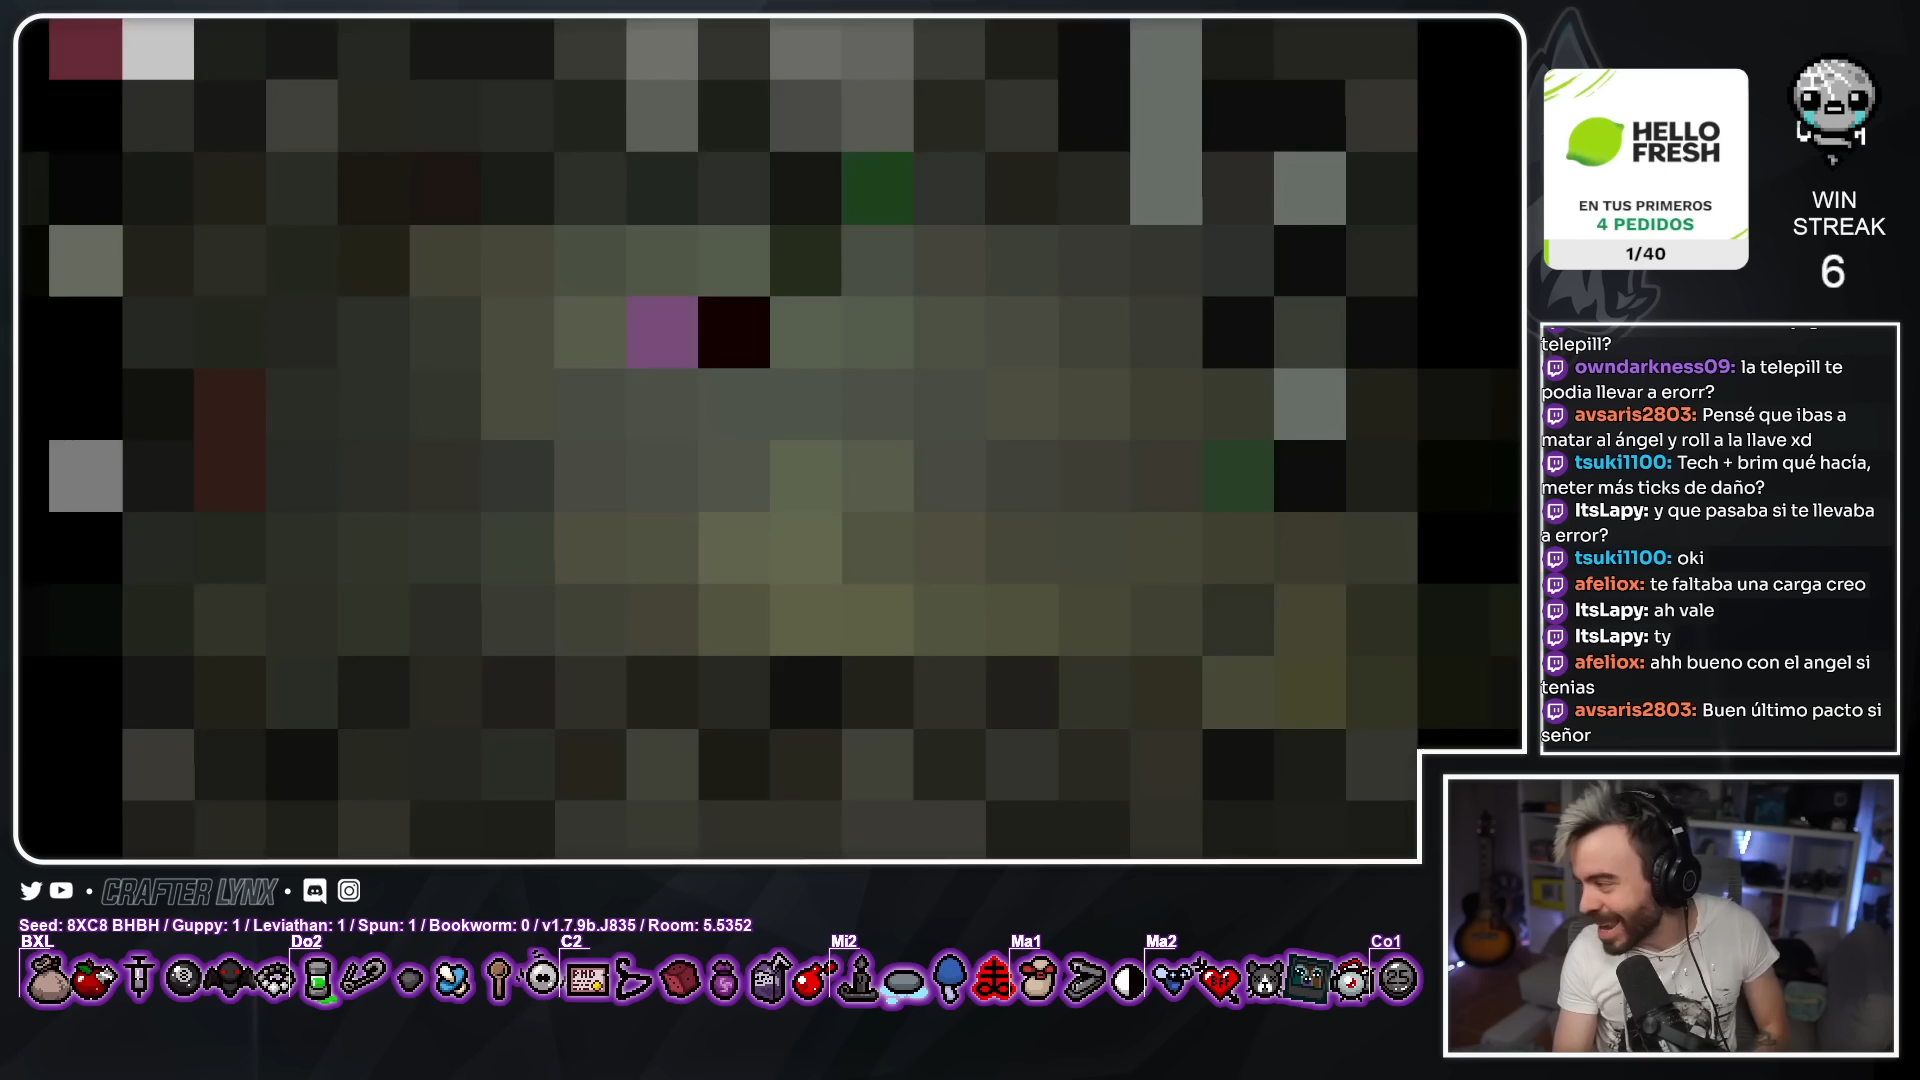 HELLO
FRESH
EN TUS PRIMEROS
4 PEDIDOS
1/40
WIN
STREAK
6
telepill?
owndarkness09: la telepill te
podia llevar a erorr?
avsaris2803: Pensé que ibas a
matar al ángel y roll a la llave xd
tsuki1100: Tech + brim qué hacía,
meter más ticks de daño?
ItsLapy: y que pasaba si te llevaba
a error?
tsuki1100: oki
afeliox: te faltaba una carga creo
ItsLapy: ah vale
ItsLapy: ty
afeliox: ahh bueno con el angel si
tenias
avsaris2803: Buen último pacto si
señor
CRAFTER LYNX
Seed: 8XC8 BHBH / Guppy: 1 / Leviathan: 1 / Spun: 1 / Bookworm: 0 / v1.7.9b.J835 / Room: 5.5352
BXL Do2 C2 Mi2 Ma1 Ma2 Co1
PHD
BFF
25